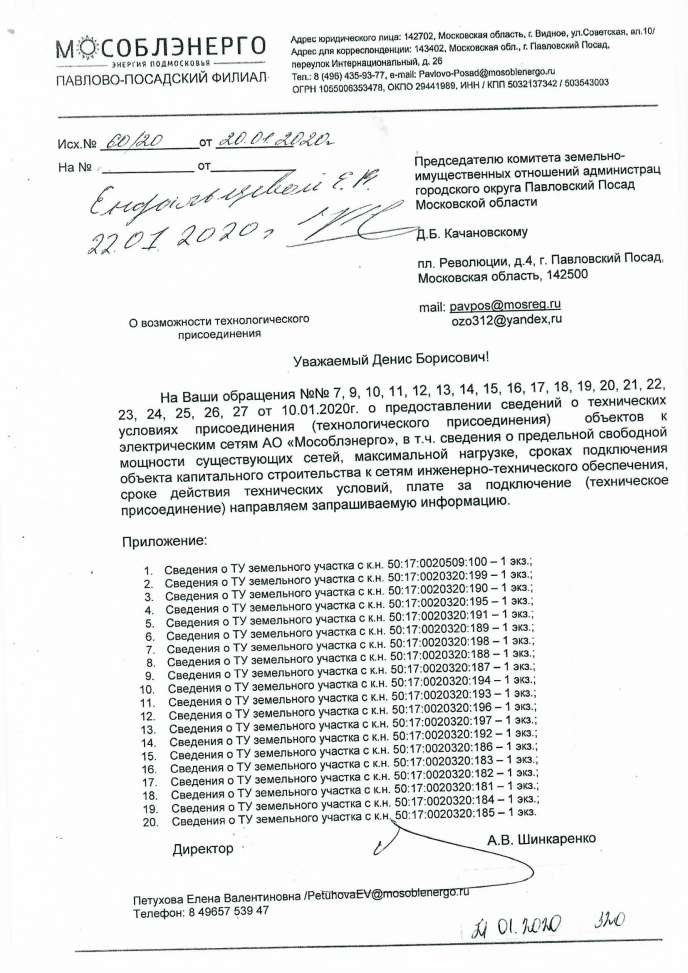 МОСОБЛЭНЕРГО
ЭНЕРГИЯ ПОДМОСКОВЬЯ
ПАВЛОВО-ПОСАДСКИЙ ФИЛИАЛ
Адрес юридического лица: 142702, Московская область, г. Видное, ул.Советская, вл.10/
Адрес для корреспонденции: 143402, Московская обл., г. Павловский Посад,
переулок Интернациональный, д. 26
Тел.: 8 (496) 435-93-77, e-mail: Pavlovo-Posad@mosoblenergo.ru
ОГРН 1055006353478, ОКПО 29441989, ИНН / КПП 5032137342 / 503543003
Исх.№ 60/20 от 20.01.2020г
На № от
Ендальцевой Е.
22.01.2020г
Председателю комитета земельно-
имущественных отношений администрац
городского округа Павловский Посад
Московской области
Д.Б. Качановскому
пл. Революции, д.4, г. Павловский Посад,
Московская область, 142500
mail: pavpos@mosreg.ru
ozo312@yandex,ru
О возможности технологического
присоединения
Уважаемый Денис Борисович!
На Ваши обращения №№ 7, 9, 10, 11, 12, 13, 14, 15, 16, 17, 18, 19, 20, 21, 22,
23, 24, 25, 26, 27 от 10.01.2020г. о предоставлении сведений о технических
условиях присоединения (технологического присоединения) объектов к
электрическим сетям АО «Мособлэнерго», в т.ч. сведения о предельной свободной
мощности существующих сетей, максимальной нагрузке, сроках подключения
объекта капитального строительства к сетям инженерно-технического обеспечения,
сроке действия технических условий, плате за подключение (техническое
присоединение) направляем запрашиваемую информацию.
Приложение:
1. Сведения о ТУ земельного участка с к.н. 50:17:0020509:100 – 1 экз.;
2. Сведения о ТУ земельного участка с к.н. 50:17:0020320:199 – 1 экз.;
3. Сведения о ТУ земельного участка с к.н. 50:17:0020320:190 – 1 экз.;
4. Сведения о ТУ земельного участка с к.н. 50:17:0020320:195 – 1 экз.;
5. Сведения о ТУ земельного участка с к.н. 50:17:0020320:191 – 1 экз.;
6. Сведения о ТУ земельного участка с к.н. 50:17:0020320:189 – 1 экз.;
7. Сведения о ТУ земельного участка с к.н. 50:17:0020320:198 – 1 экз.;
8. Сведения о ТУ земельного участка с к.н. 50:17:0020320:188 – 1 экз.;
9. Сведения о ТУ земельного участка с к.н. 50:17:0020320:187 – 1 экз.;
10. Сведения о ТУ земельного участка с к.н. 50:17:0020320:194 – 1 экз.;
11. Сведения о ТУ земельного участка с к.н. 50:17:0020320:193 – 1 экз.;
12. Сведения о ТУ земельного участка с к.н. 50:17:0020320:196 – 1 экз.;
13. Сведения о ТУ земельного участка с к.н. 50:17:0020320:197 – 1 экз.;
14. Сведения о ТУ земельного участка с к.н. 50:17:0020320:192 – 1 экз.;
15. Сведения о ТУ земельного участка с к.н. 50:17:0020320:186 – 1 экз.;
16. Сведения о ТУ земельного участка с к.н. 50:17:0020320:183 – 1 экз.;
17. Сведения о ТУ земельного участка с к.н. 50:17:0020320:182 – 1 экз.;
18. Сведения о ТУ земельного участка с к.н. 50:17:0020320:181 – 1 экз.;
19. Сведения о ТУ земельного участка с к.н. 50:17:0020320:184 – 1 экз.;
20. Сведения о ТУ земельного участка с к.н. 50:17:0020320:185 – 1 экз.
Директор А.В. Шинкаренко
Петухова Елена Валентиновна /PetuhovaEV@mosoblenergo.ru
Телефон: 8 49657 539 47
21 01.2020 320